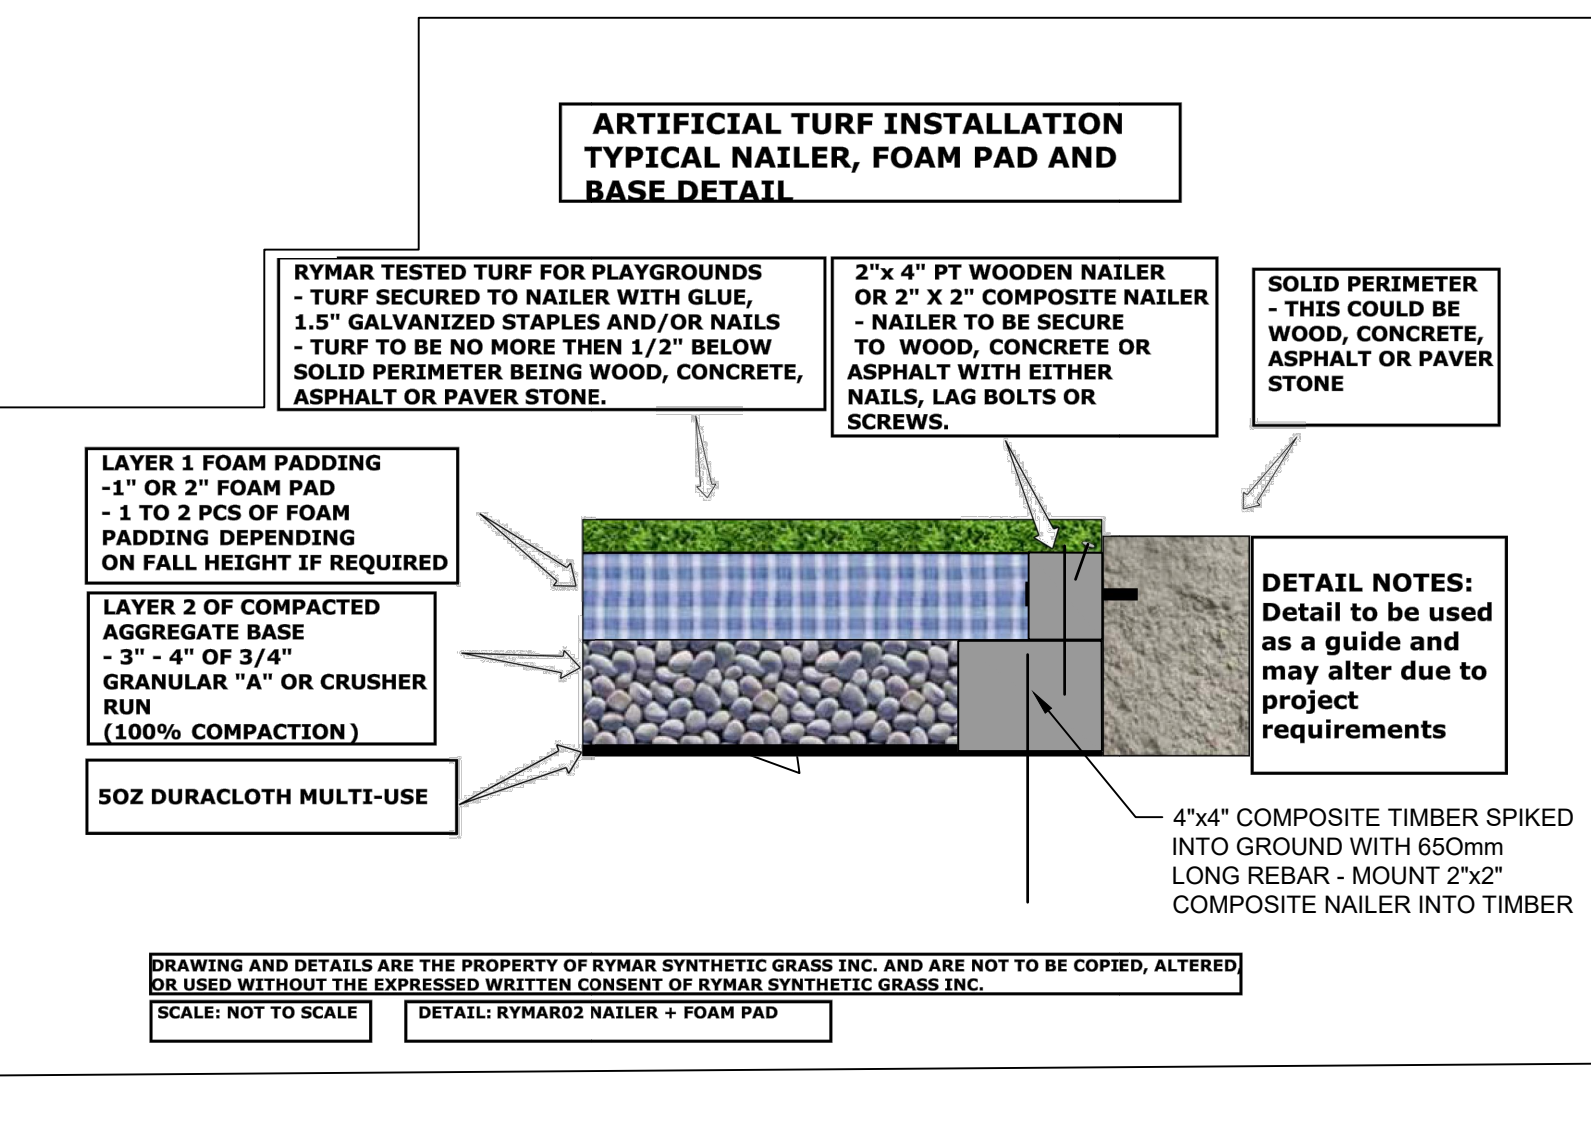 ARTIFICIAL TURF INSTALLATION
TYPICAL NAILER, FOAM PAD AND
BASE DETAIL
RYMAR TESTED TURF FOR PLAYGROUNDS
- TURF SECURED TO NAILER WITH GLUE,
1.5" GALVANIZED STAPLES AND/OR NAILS
- TURF TO BE NO MORE THEN 1/2" BELOW
SOLID PERIMETER BEING WOOD, CONCRETE,
ASPHALT OR PAVER STONE.
2"x 4" PT WOODEN NAILER
OR 2" X 2" COMPOSITE NAILER
- NAILER TO BE SECURE
TO WOOD, CONCRETE OR
ASPHALT WITH EITHER
NAILS, LAG BOLTS OR
SCREWS.
SOLID PERIMETER
- THIS COULD BE
WOOD, CONCRETE,
ASPHALT OR PAVER
STONE
LAYER 1 FOAM PADDING
-1" OR 2" FOAM PAD
- 1 TO 2 PCS OF FOAM
PADDING DEPENDING
ON FALL HEIGHT IF REQUIRED
LAYER 2 OF COMPACTED
AGGREGATE BASE
- 3" - 4" OF 3/4"
GRANULAR "A" OR CRUSHER
RUN
(100% COMPACTION)
5OZ DURACLOTH MULTI-USE
DETAIL NOTES:
Detail to be used
as a guide and
may alter due to
project
requirements
4"x4" COMPOSITE TIMBER SPIKED
INTO GROUND WITH 65Omm
LONG REBAR - MOUNT 2"x2"
COMPOSITE NAILER INTO TIMBER
DRAWING AND DETAILS ARE THE PROPERTY OF RYMAR SYNTHETIC GRASS INC. AND ARE NOT TO BE COPIED, ALTERED,
OR USED WITHOUT THE EXPRESSED WRITTEN CONSENT OF RYMAR SYNTHETIC GRASS INC.
SCALE: NOT TO SCALE
DETAIL: RYMAR02 NAILER + FOAM PAD